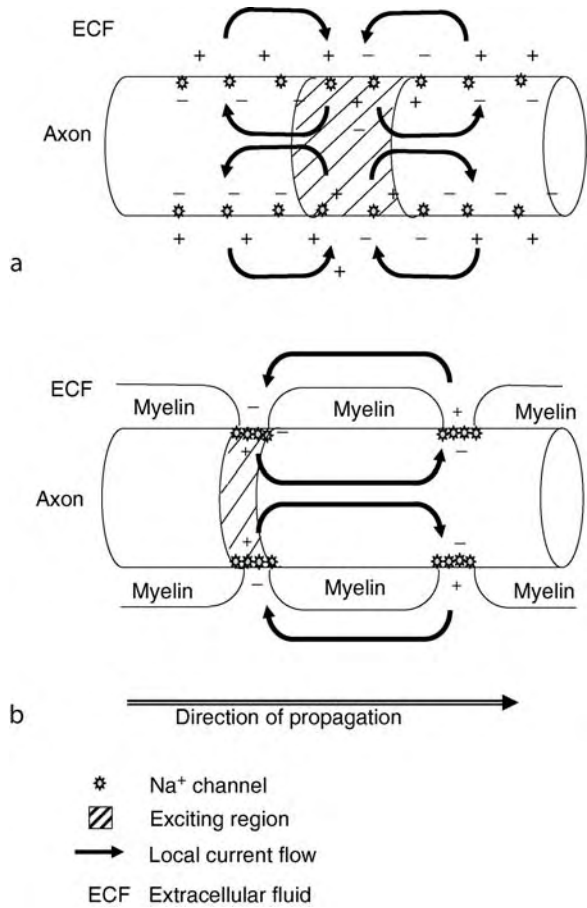 ECF
Axon
a
ECF
Myelin Myelin Myelin
Axon
Myelin Myelin Myelin
b
Direction of propagation
Na⁺ channel
Exciting region
Local current flow
ECF Extracellular fluid